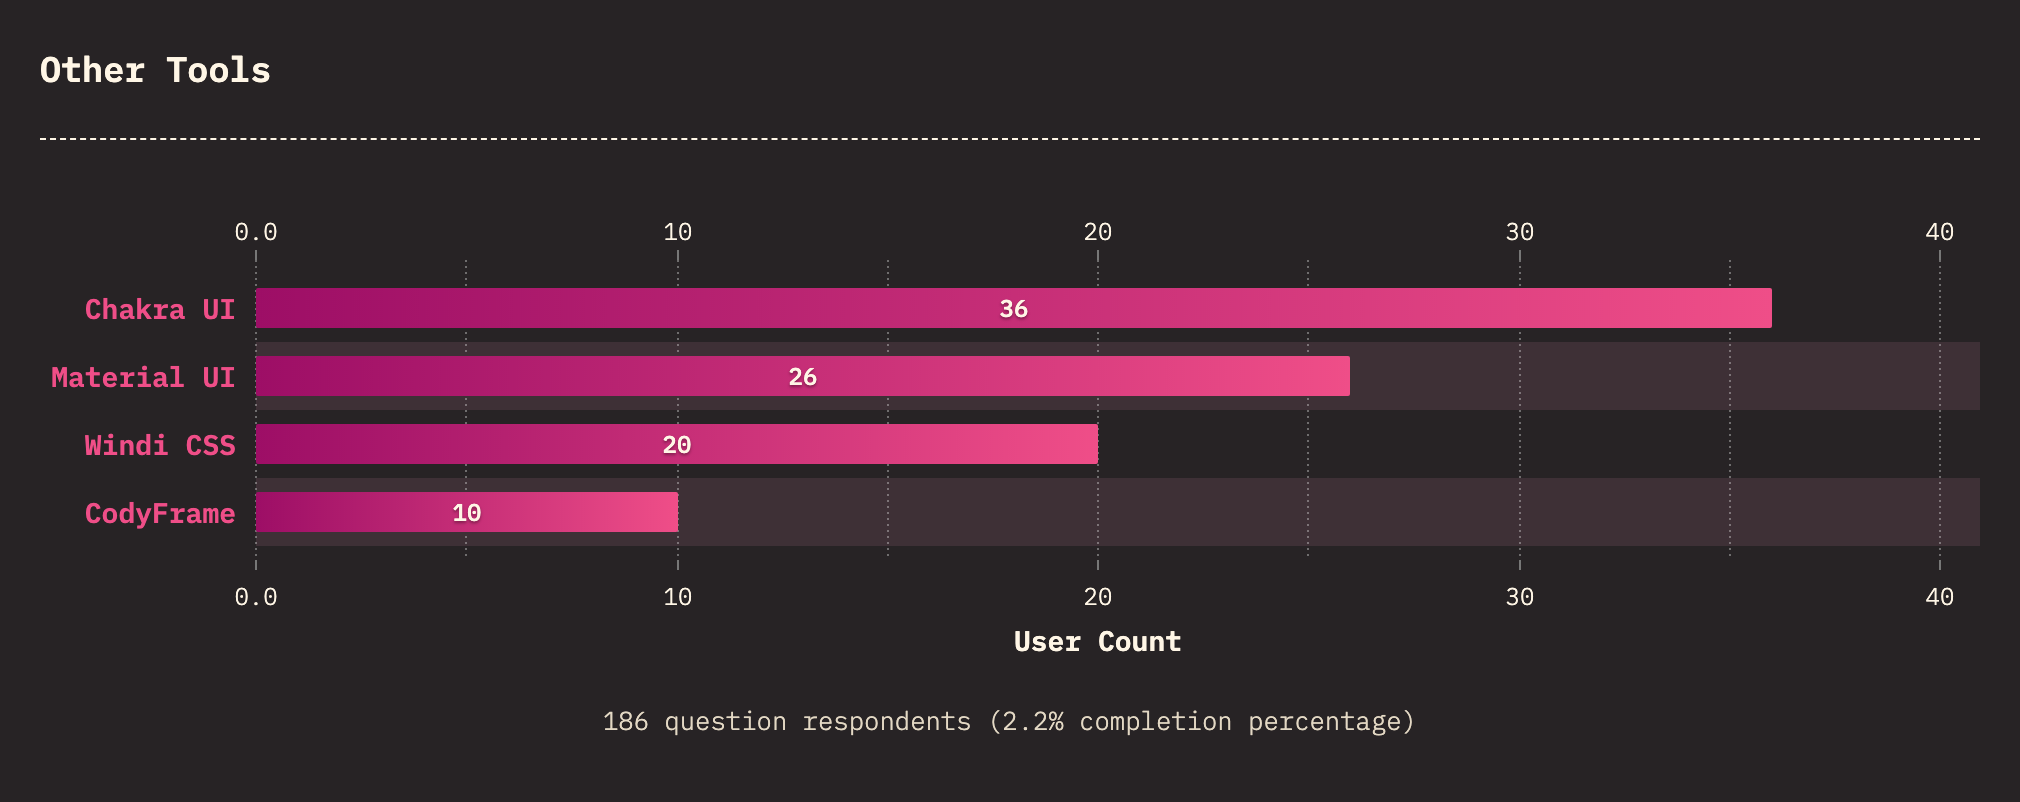 Other Tools
0.0 10 20 30 40
Chakra UI 36
Material UI 26
Windi CSS 20
CodyFrame 10
0.0 10 20 30 40
User Count
186 question respondents (2.2% completion percentage)